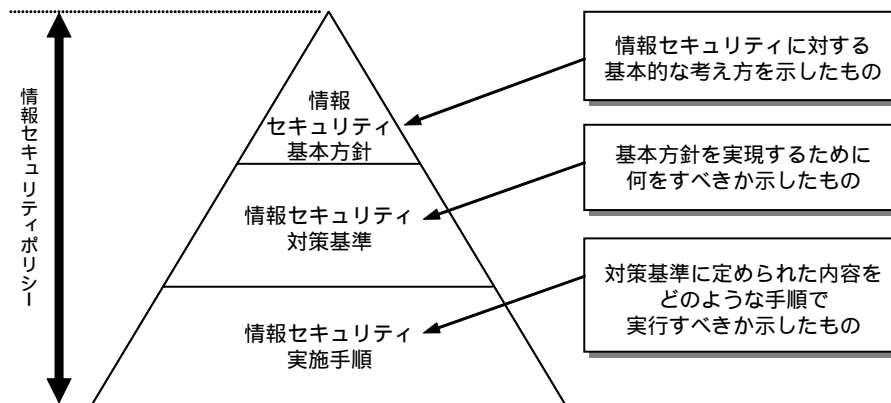 情報セキュリティポリシー
情報
セキュリティ
基本方針
情報セキュリティ
対策基準
情報セキュリティ
実施手順
情報セキュリティに対する
基本的な考え方を示したもの
基本方針を実現するために
何をすべきか示したもの
対策基準に定められた内容を
どのような手順で
実行すべきか示したもの